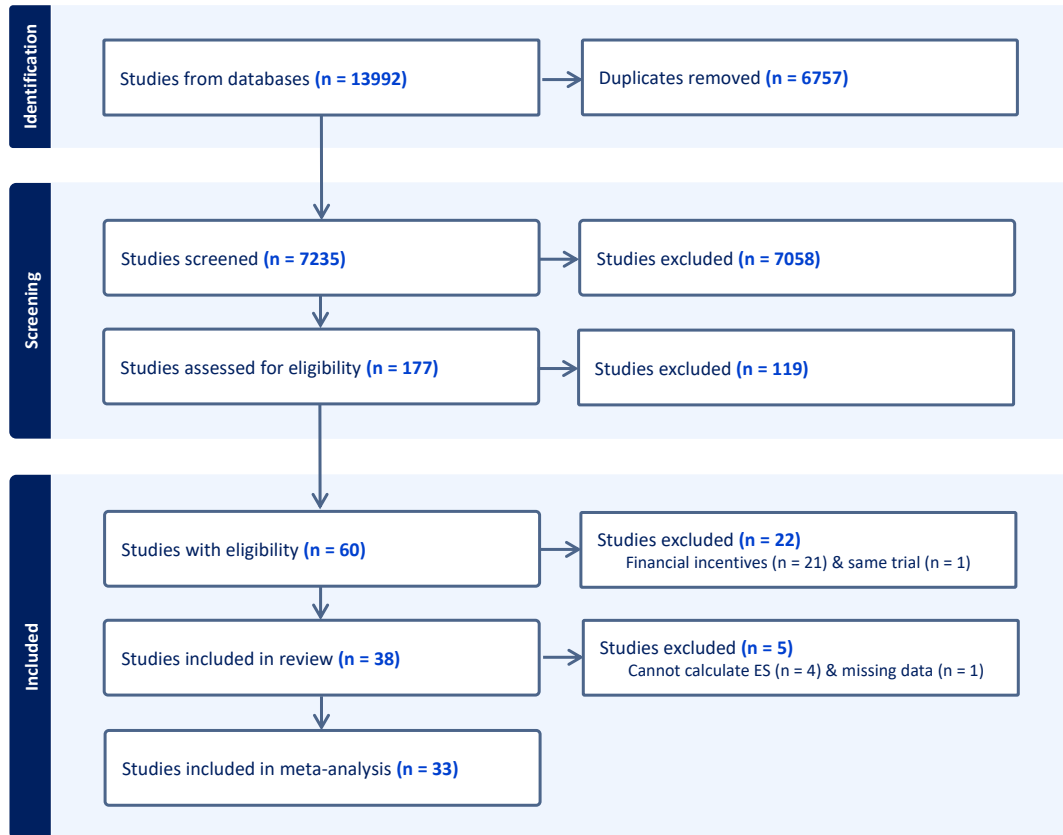 Identification
Studies from databases (n = 13992)
Duplicates removed (n = 6757)
Screening
Studies screened (n = 7235)
Studies excluded (n = 7058)
Studies assessed for eligibility (n = 177)
Studies excluded (n = 119)
Included
Studies with eligibility (n = 60)
Studies excluded (n = 22)
Financial incentives (n = 21) & same trial (n = 1)
Studies included in review (n = 38)
Studies excluded (n = 5)
Cannot calculate ES (n = 4) & missing data (n = 1)
Studies included in meta-analysis (n = 33)